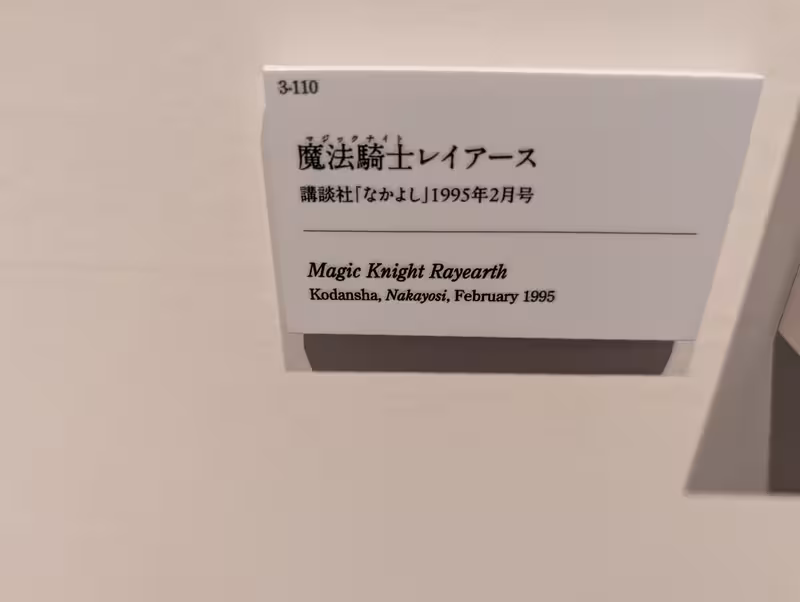 3-110
マジックナイト
魔法騎士レイアース
講談社「なかよし」1995年2月号
Magic Knight Rayearth
Kodansha, Nakayosi, February 1995